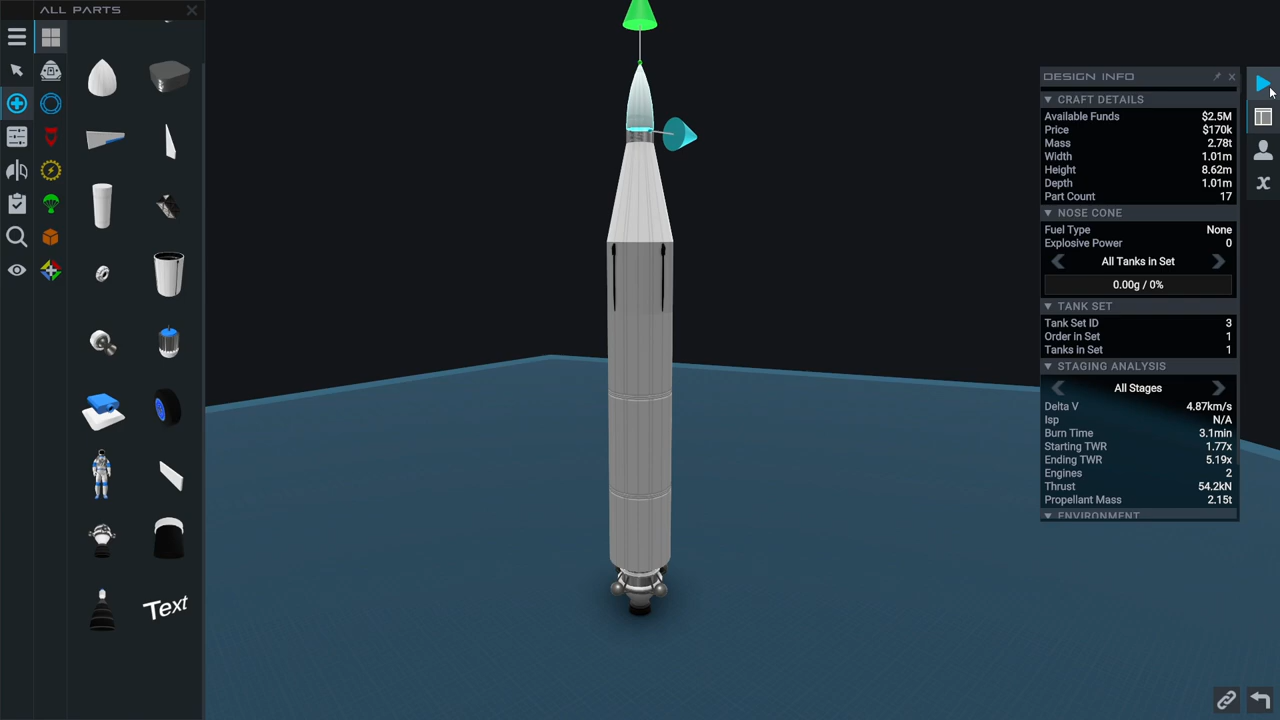 ALL PARTS
Text
DESIGN INFO
CRAFT DETAILS
Available Funds $2.5M
Price $170k
Mass 2.78t
Width 1.01m
Height 8.62m
Depth 1.01m
Part Count 17
NOSE CONE
Fuel Type None
Explosive Power 0
All Tanks in Set
0.00g / 0%
TANK SET
Tank Set ID 3
Order in Set 1
Tanks in Set 1
STAGING ANALYSIS
All Stages
Delta V 4.87km/s
Isp N/A
Burn Time 3.1min
Starting TWR 1.77x
Ending TWR 5.19x
Engines 2
Thrust 54.2kN
Propellant Mass 2.15t
ENVIRONMENT